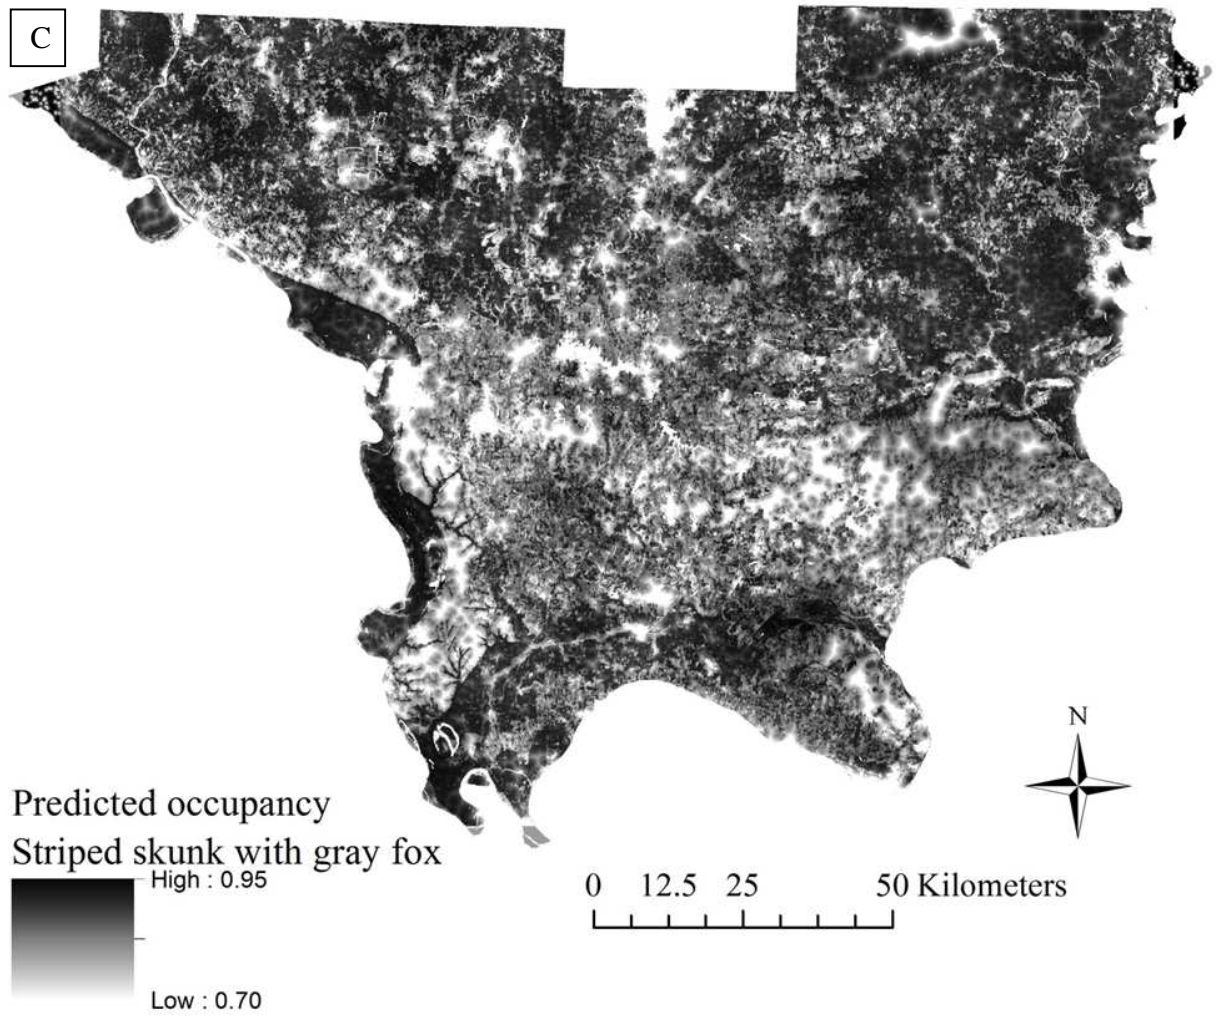 C
N
Predicted occupancy
Striped skunk with gray fox
High : 0.95
Low : 0.70
0 12.5 25 50 Kilometers